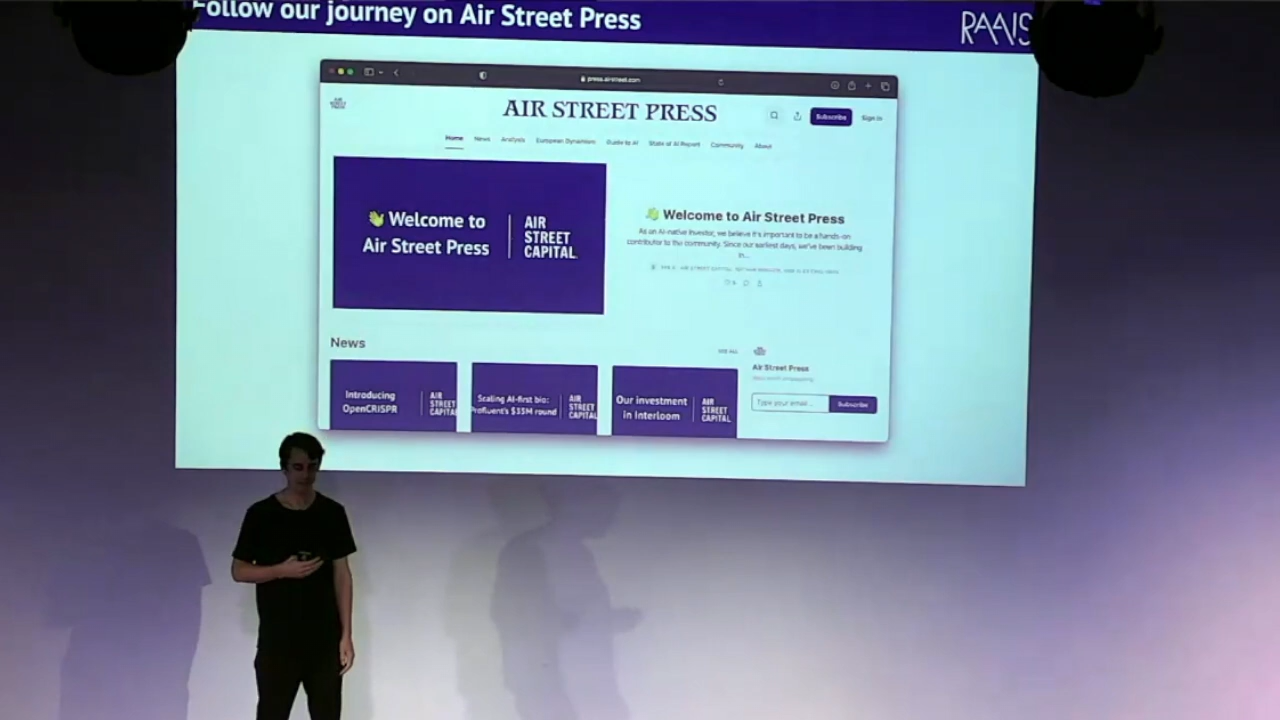 Follow our journey on Air Street Press
RAAIS
press.airstreet.com
AIR STREET PRESS
Subscribe
Sign in
Home News Analysis European Dynamism Guide to AI State of AI Report Community About
👋 Welcome to
Air Street Press
AIR
STREET
CAPITAL
👋 Welcome to Air Street Press
As an AI-native investor, we believe it's important to be a hands-on
contributor to the community. Since our earliest days, we've been building
in...
News
SEE ALL
Introducing
OpenCRISPR
AIR
STREET
CAPITAL
Scaling AI-first bio:
Profluent's $35M round
AIR
STREET
CAPITAL
Our investment
in Interloom
AIR
STREET
CAPITAL
Air Street Press
Type your email...
Subscribe